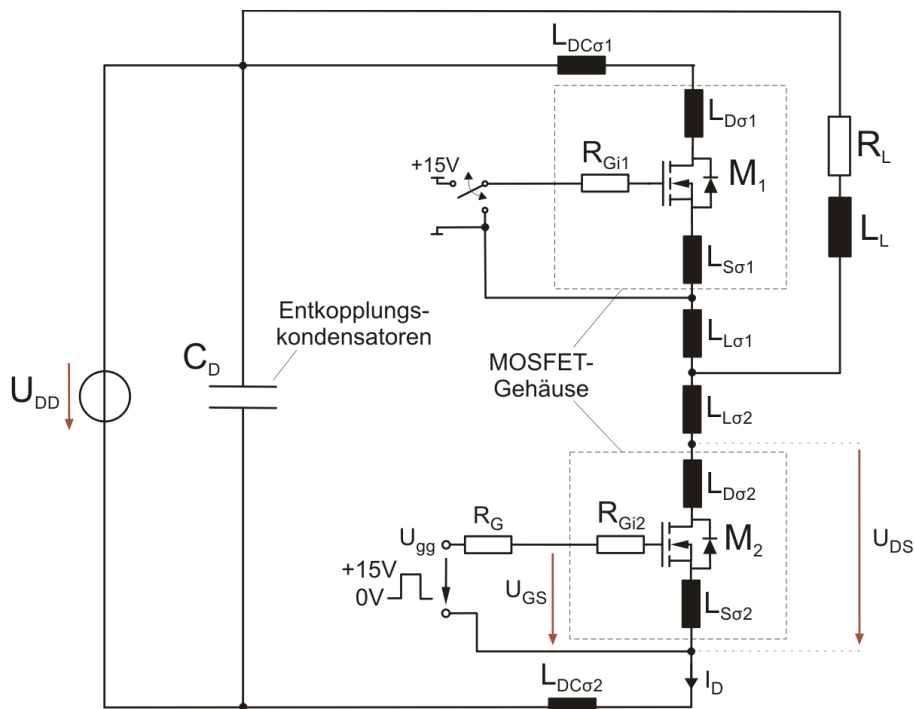 L_DCσ1
L_Dσ1
R_Gi1
+15V
M_1
R_L
L_L
L_Sσ1
Entkopplungs-
kondensatoren
C_D
L_Lσ1
MOSFET-
Gehäuse
U_DD
L_Lσ2
L_Dσ2
R_G
R_Gi2
U_gg
M_2
U_DS
+15V
0V
U_GS
L_Sσ2
L_DCσ2
I_D